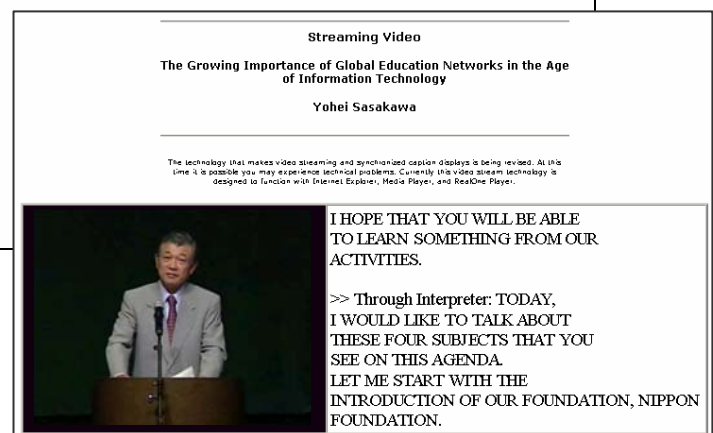 Streaming Video
The Growing Importance of Global Education Networks in the Age
of Information Technology
Yohei Sasakawa
The technology that makes video streaming and synchronized caption displays is being revised. At this
time it is possible you may experience technical problems. Currently this video stream technology is
designed to function with Internet Explorer, Media Player, and RealOne Player.
I HOPE THAT YOU WILL BE ABLE
TO LEARN SOMETHING FROM OUR
ACTIVITIES.
>> Through Interpreter: TODAY,
I WOULD LIKE TO TALK ABOUT
THESE FOUR SUBJECTS THAT YOU
SEE ON THIS AGENDA.
LET ME START WITH THE
INTRODUCTION OF OUR FOUNDATION, NIPPON
FOUNDATION.